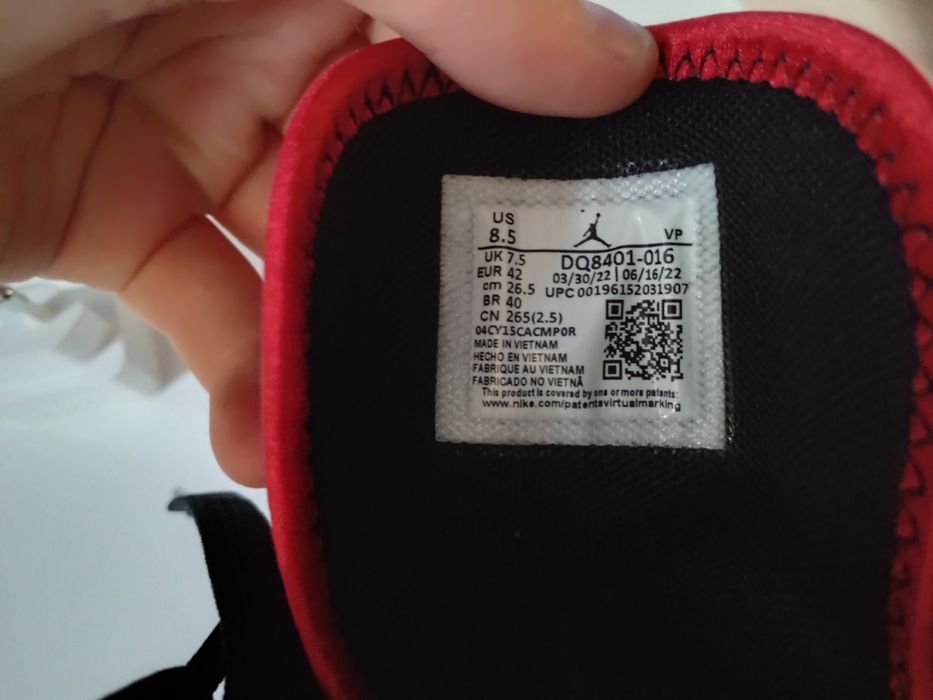 US
8.5 VP
UK 7.5 DQ8401-016
EUR 42 03/30/22 | 06/16/22
cm 26.5 UPC 00196152031907
BR 40
CN 265(2.5)
04CY1SCACMP0R
MADE IN VIETNAM
HECHO EN VIETNAM
FABRIQUE AU VIETNAM
FABRICADO NO VIETNÃ
This product is covered by one or more patents:
www.nike.com/patentsvirtualmarking